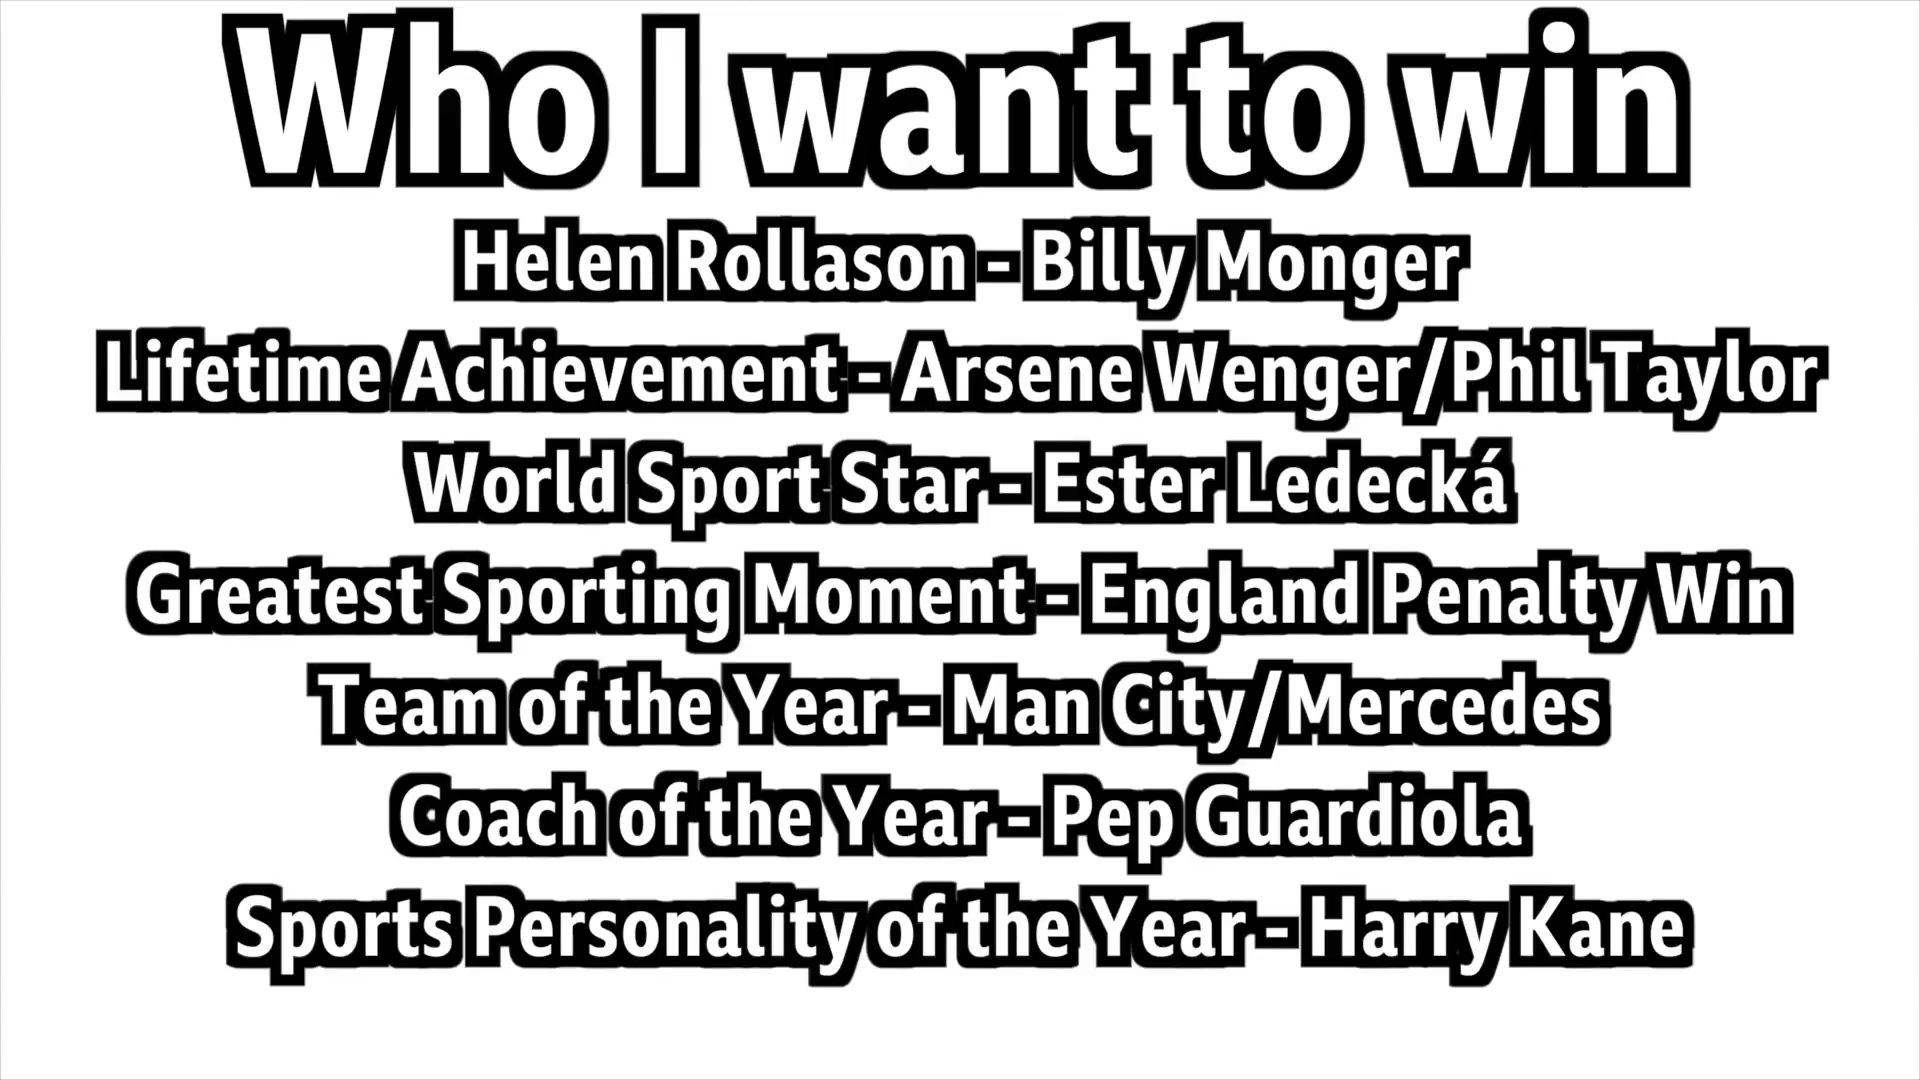 Who I want to win
Helen Rollason - Billy Monger
Lifetime Achievement - Arsene Wenger/Phil Taylor
World Sport Star - Ester Ledecká
Greatest Sporting Moment - England Penalty Win
Team of the Year - Man City/Mercedes
Coach of the Year - Pep Guardiola
Sports Personality of the Year - Harry Kane